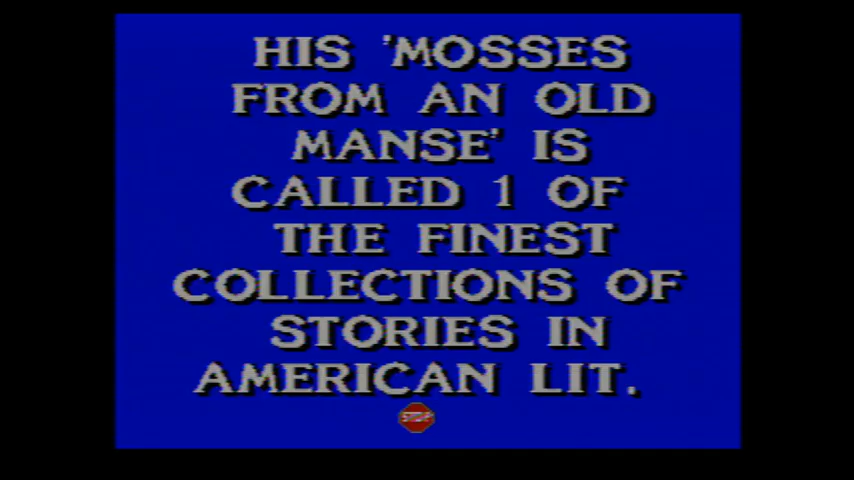 HIS 'MOSSES
FROM AN OLD
MANSE' IS
CALLED 1 OF
THE FINEST
COLLECTIONS OF
STORIES IN
AMERICAN LIT.
STOP